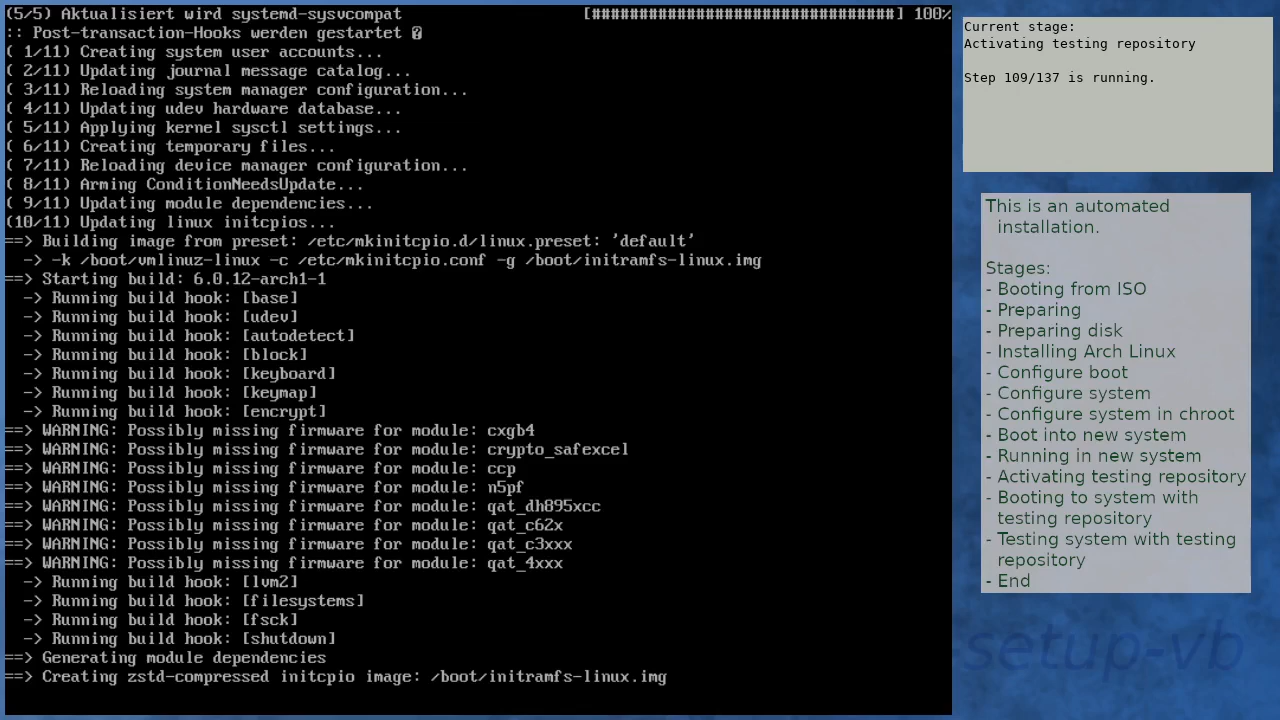 (5/5) Aktualisiert wird systemd-sysvcompat [################################] 100%
:: Post-transaction-Hooks werden gestartet �
( 1/11) Creating system user accounts...
( 2/11) Updating journal message catalog...
( 3/11) Reloading system manager configuration...
( 4/11) Updating udev hardware database...
( 5/11) Applying kernel sysctl settings...
( 6/11) Creating temporary files...
( 7/11) Reloading device manager configuration...
( 8/11) Arming ConditionNeedsUpdate...
( 9/11) Updating module dependencies...
(10/11) Updating linux initcpios...
==> Building image from preset: /etc/mkinitcpio.d/linux.preset: 'default'
  -> -k /boot/vmlinuz-linux -c /etc/mkinitcpio.conf -g /boot/initramfs-linux.img
==> Starting build: 6.0.12-arch1-1
  -> Running build hook: [base]
  -> Running build hook: [udev]
  -> Running build hook: [autodetect]
  -> Running build hook: [block]
  -> Running build hook: [keyboard]
  -> Running build hook: [keymap]
  -> Running build hook: [encrypt]
==> WARNING: Possibly missing firmware for module: cxgb4
==> WARNING: Possibly missing firmware for module: crypto_safexcel
==> WARNING: Possibly missing firmware for module: ccp
==> WARNING: Possibly missing firmware for module: n5pf
==> WARNING: Possibly missing firmware for module: qat_dh895xcc
==> WARNING: Possibly missing firmware for module: qat_c62x
==> WARNING: Possibly missing firmware for module: qat_c3xxx
==> WARNING: Possibly missing firmware for module: qat_4xxx
  -> Running build hook: [lvm2]
  -> Running build hook: [filesystems]
  -> Running build hook: [fsck]
  -> Running build hook: [shutdown]
==> Generating module dependencies
==> Creating zstd-compressed initcpio image: /boot/initramfs-linux.img
Current stage:
Activating testing repository
Step 109/137 is running.
This is an automated
installation.
Stages:
- Booting from ISO
- Preparing
- Preparing disk
- Installing Arch Linux
- Configure boot
- Configure system
- Configure system in chroot
- Boot into new system
- Running in new system
- Activating testing repository
- Booting to system with
testing repository
- Testing system with testing
repository
- End
-setup-vb